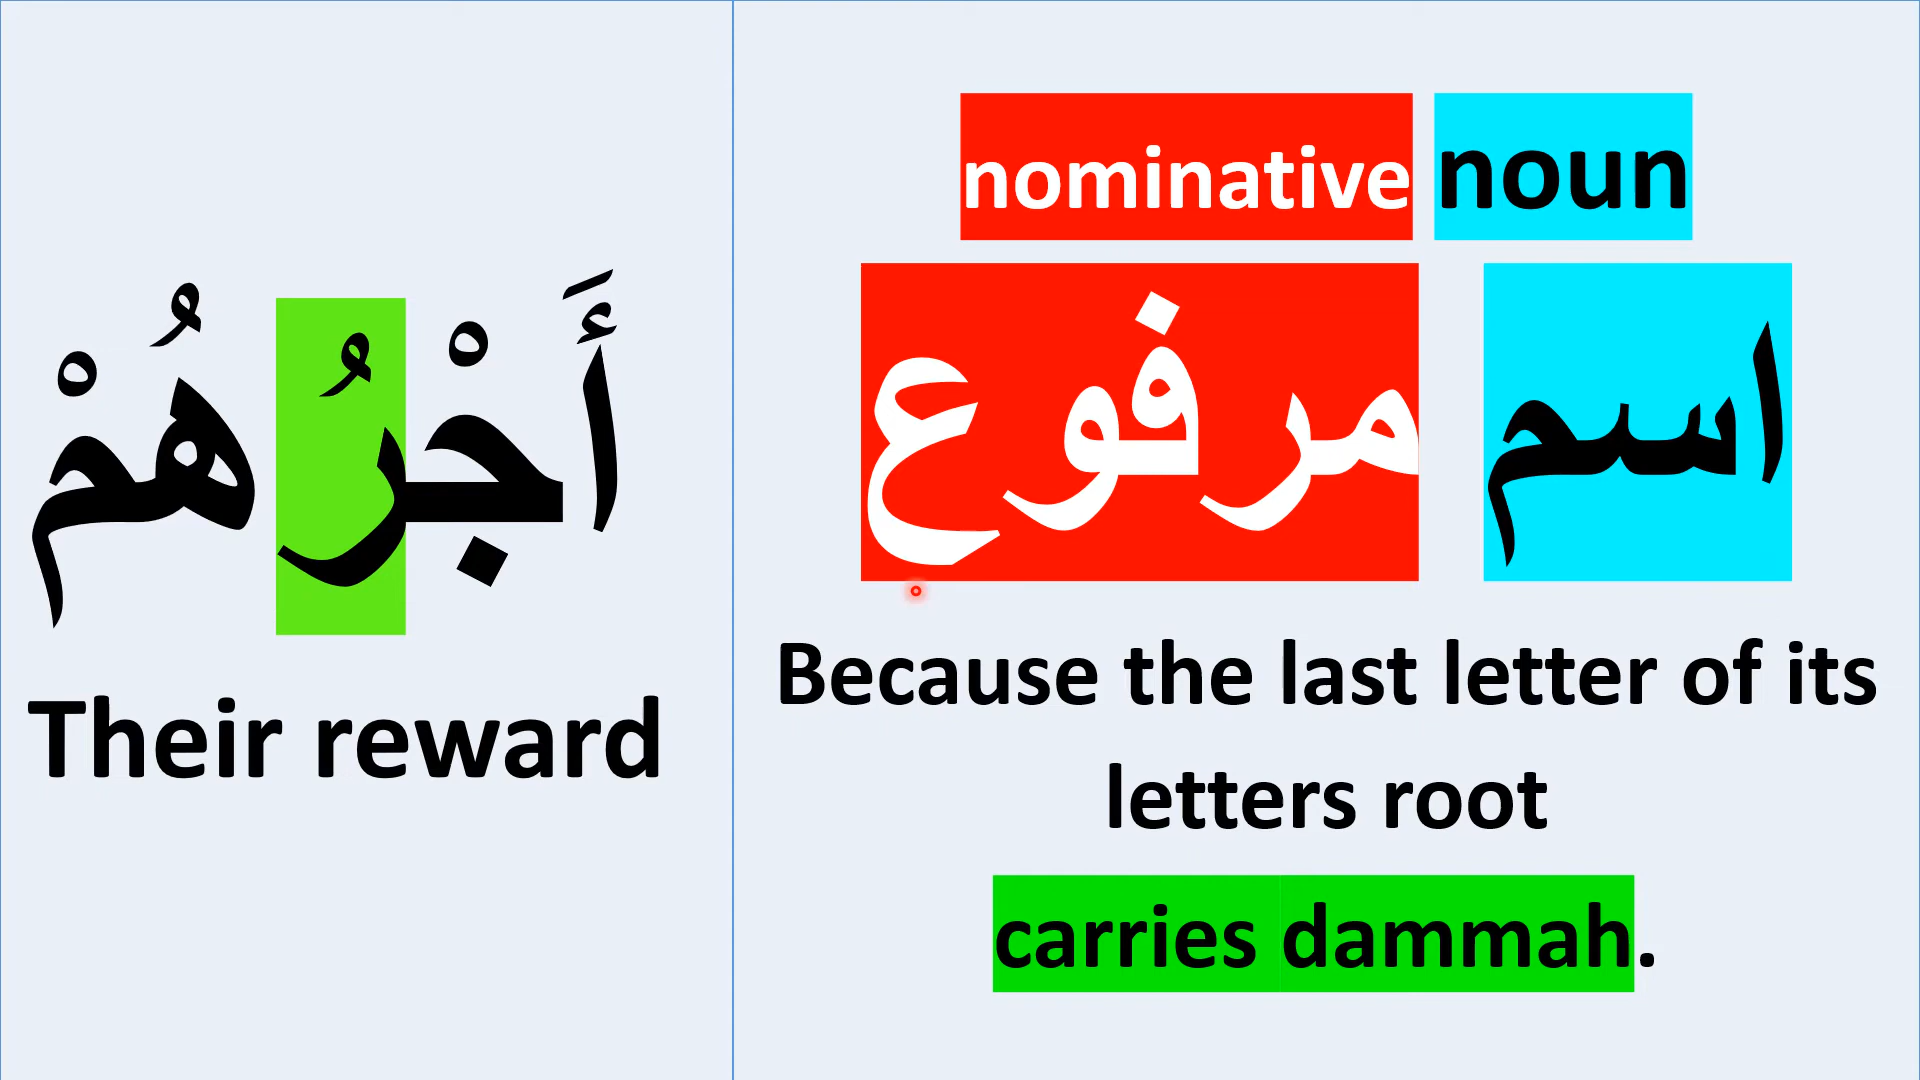 أَجْرُهُمْ
Their reward
nominative noun
اسم مرفوع
Because the last letter of its
letters root
carries dammah.